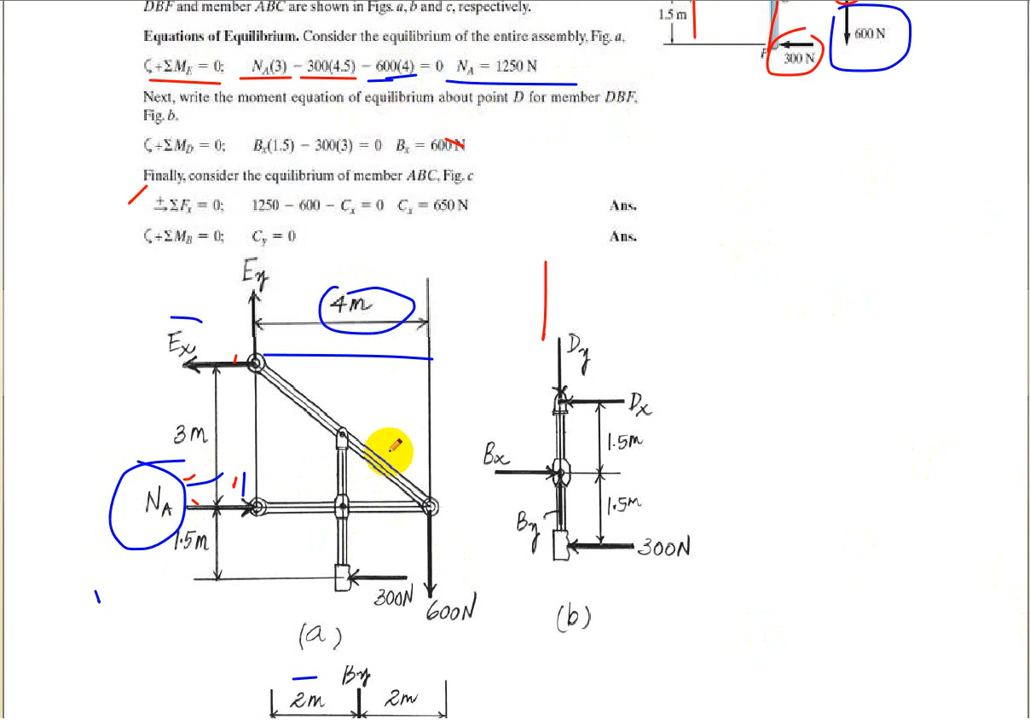 DBF and member ABC are shown in Figs. a, b and c, respectively.
Equations of Equilibrium. Consider the equilibrium of the entire assembly, Fig. a,
ζ+ΣM_E = 0; N_A(3) − 300(4.5) − 600(4) = 0 N_A = 1250 N
Next, write the moment equation of equilibrium about point D for member DBF,
Fig. b.
ζ+ΣM_D = 0; B_x(1.5) − 300(3) = 0 B_x = 600 N
Finally, consider the equilibrium of member ABC, Fig. c
⁺→ΣF_x = 0; 1250 − 600 − C_x = 0 C_x = 650 N Ans.
ζ+ΣM_B = 0; C_y = 0 Ans.
1.5 m
F
300 N
600 N
Ey
4m
Ex
3m
NA
1.5m
300N
600N
(a)
Dy
Dx
1.5m
Bx
1.5m
By
300N
(b)
By
2m
2m